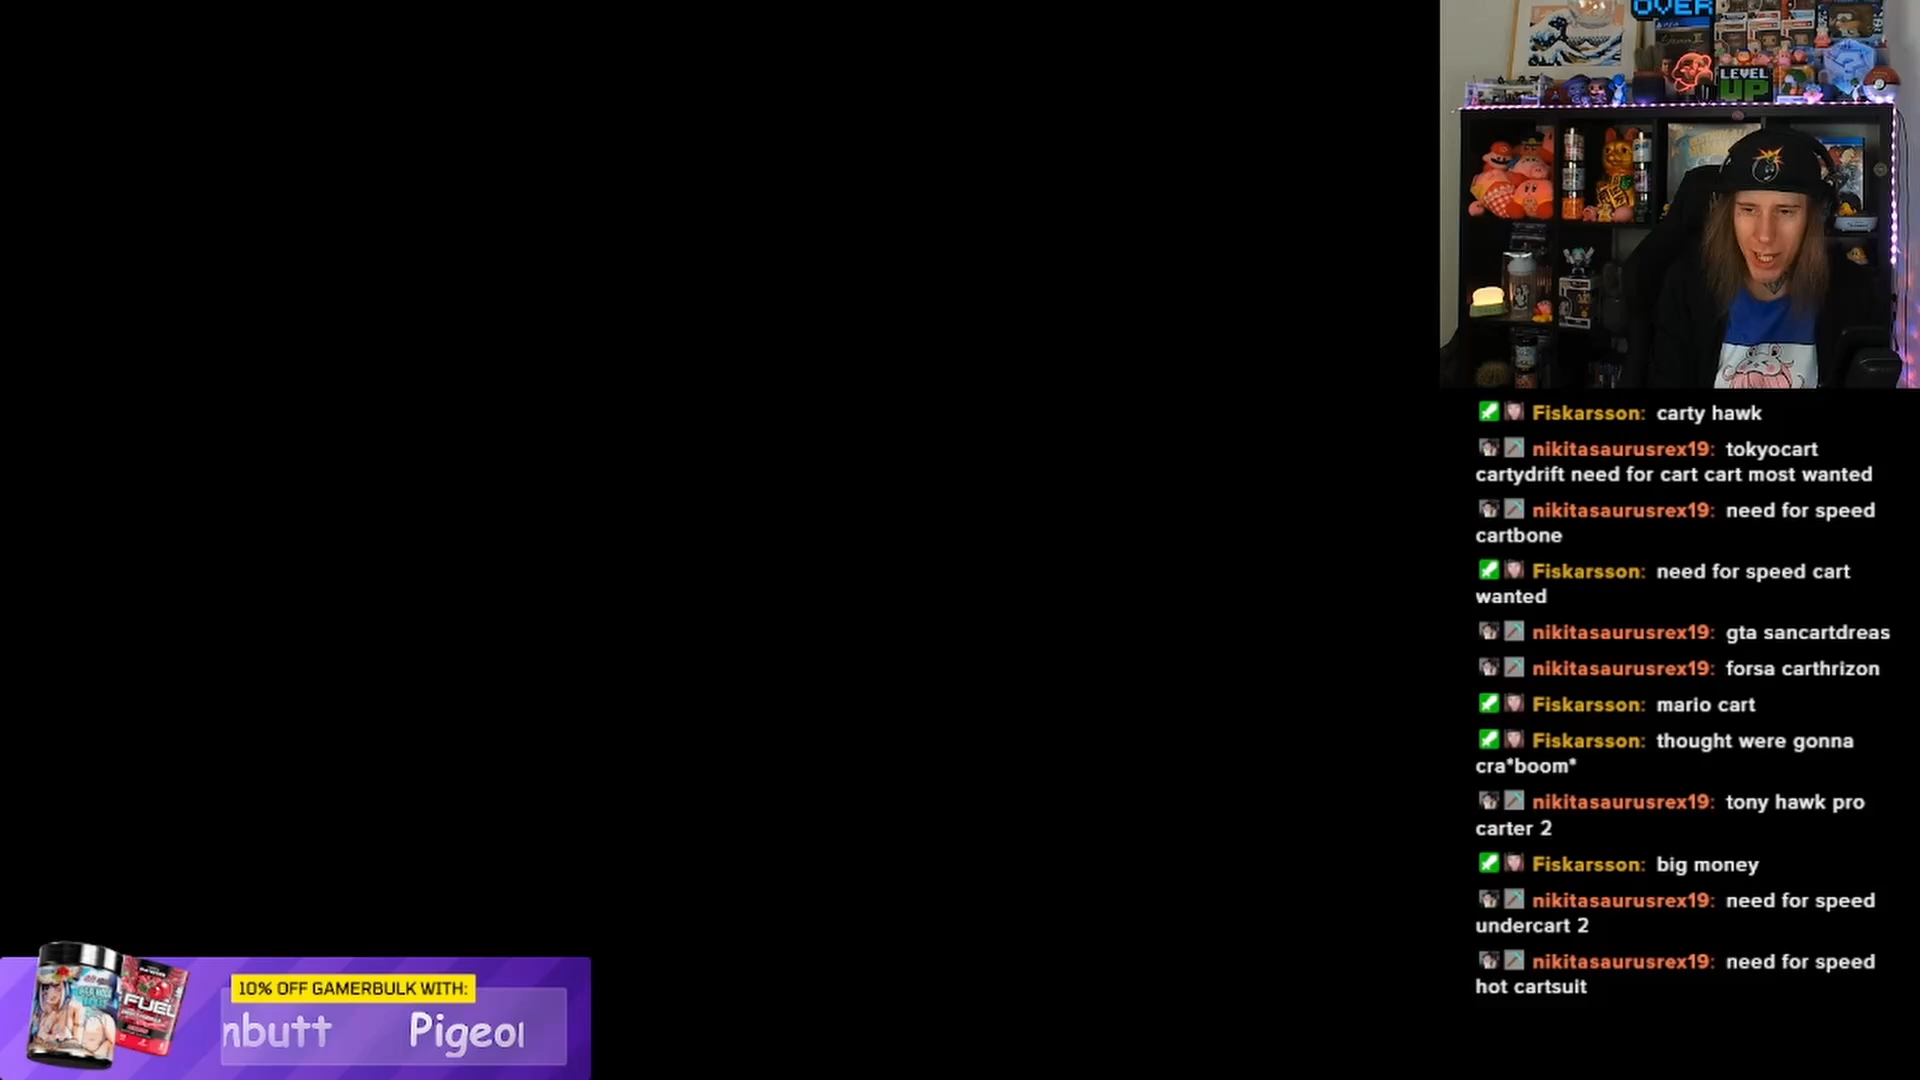 OVER
LEVEL
UP
Fiskarsson: carty hawk
nikitasaurusrex19: tokyocart
cartydrift need for cart cart most wanted
nikitasaurusrex19: need for speed
cartbone
Fiskarsson: need for speed cart
wanted
nikitasaurusrex19: gta sancartdreas
nikitasaurusrex19: forsa carthrizon
Fiskarsson: mario cart
Fiskarsson: thought were gonna
cra*boom*
nikitasaurusrex19: tony hawk pro
carter 2
Fiskarsson: big money
nikitasaurusrex19: need for speed
undercart 2
nikitasaurusrex19: need for speed
hot cartsuit
10% OFF GAMERBULK WITH:
nbutt Pigeo
FUEL